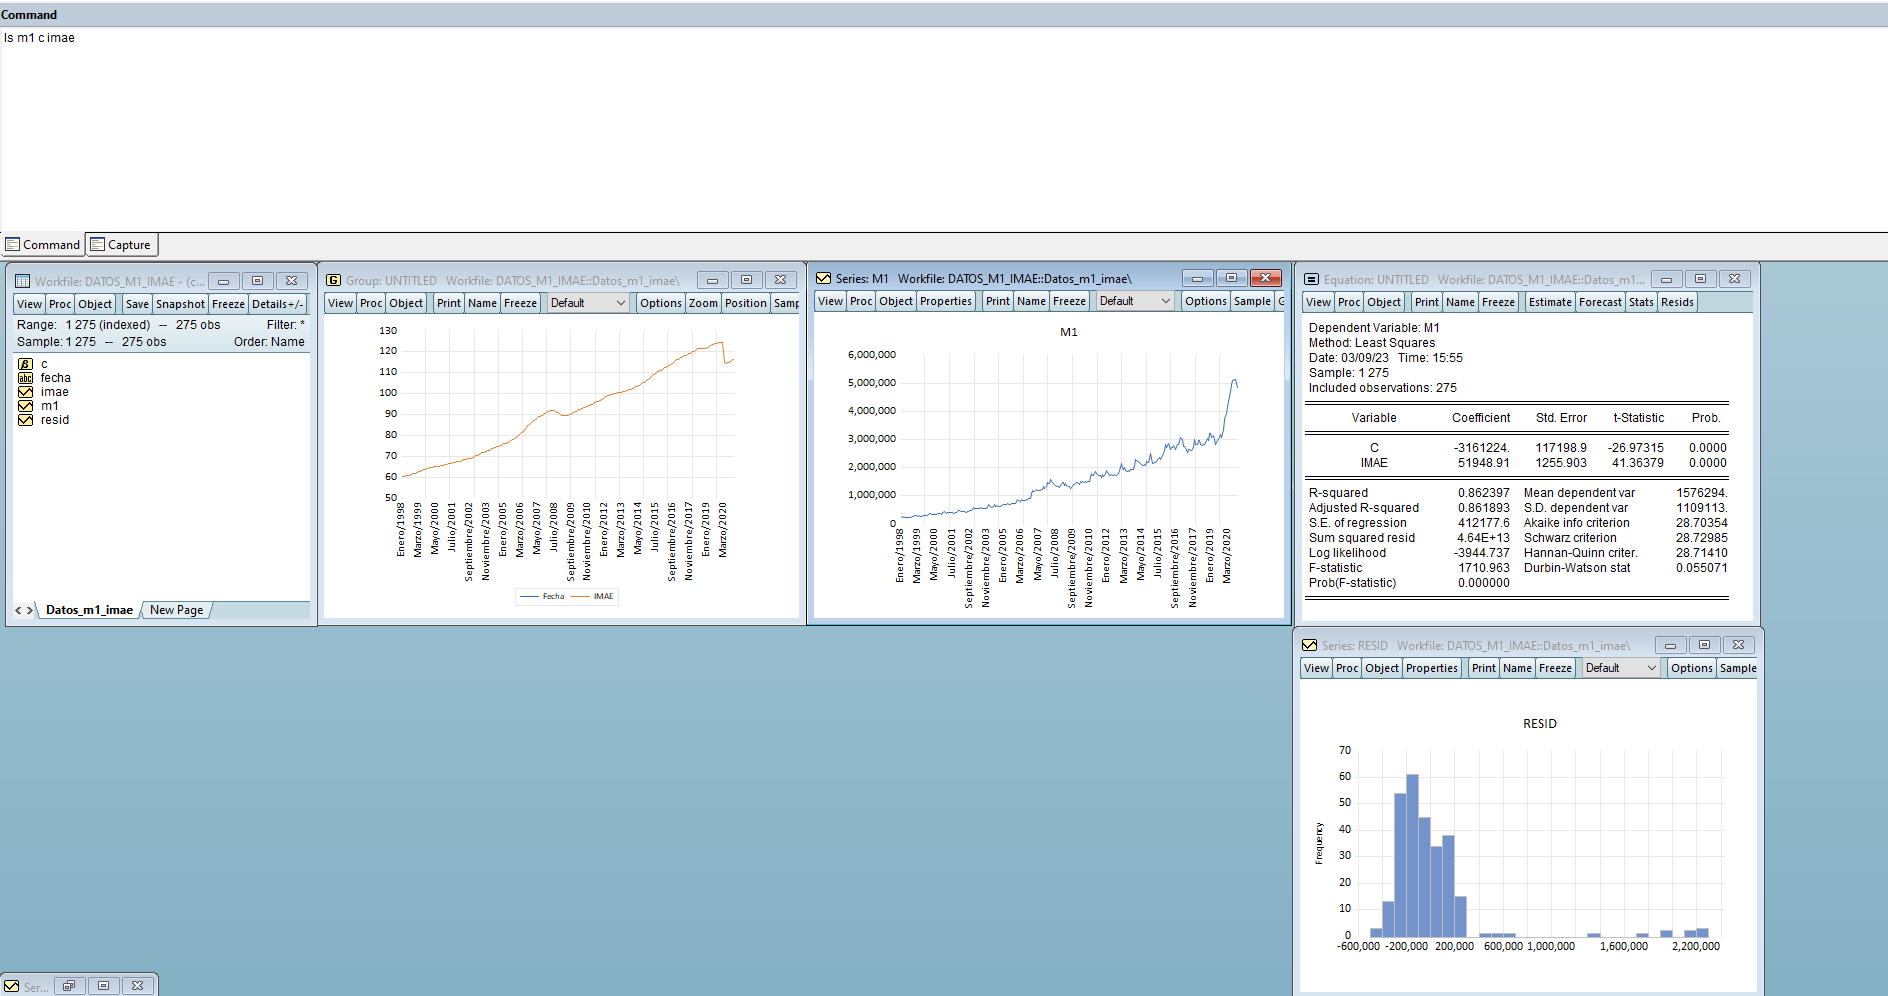 Command
ls m1 c imae
Command
Capture
Workfile: DATOS_M1_IMAE - (c...
View Proc Object Save Snapshot Freeze Details+/-
Range: 1 275 (indexed) -- 275 obs Filter: *
Sample: 1 275 -- 275 obs Order: Name
c
abc fecha
imae
m1
resid
Datos_m1_imae New Page
G Group: UNTITLED Workfile: DATOS_M1_IMAE::Datos_m1_imae\
View Proc Object Print Name Freeze Default Options Zoom Position Samp
130
120
110
100
90
80
70
60
50
Enero/1998
Marzo/1999
Mayo/2000
Julio/2001
Septiembre/2002
Noviembre/2003
Enero/2005
Marzo/2006
Mayo/2007
Julio/2008
Septiembre/2009
Noviembre/2010
Enero/2012
Marzo/2013
Mayo/2014
Julio/2015
Septiembre/2016
Noviembre/2017
Enero/2019
Marzo/2020
Fecha IMAE
Series: M1 Workfile: DATOS_M1_IMAE::Datos_m1_imae\
View Proc Object Properties Print Name Freeze Default Options Sample G
M1
6,000,000
5,000,000
4,000,000
3,000,000
2,000,000
1,000,000
0
Enero/1998
Marzo/1999
Mayo/2000
Julio/2001
Septiembre/2002
Noviembre/2003
Enero/2005
Marzo/2006
Mayo/2007
Julio/2008
Septiembre/2009
Noviembre/2010
Enero/2012
Marzo/2013
Mayo/2014
Julio/2015
Septiembre/2016
Noviembre/2017
Enero/2019
Marzo/2020
Equation: UNTITLED Workfile: DATOS_M1_IMAE::Datos_m1...
View Proc Object Print Name Freeze Estimate Forecast Stats Resids
Dependent Variable: M1
Method: Least Squares
Date: 03/09/23 Time: 15:55
Sample: 1 275
Included observations: 275
Variable Coefficient Std. Error t-Statistic Prob.
C -3161224. 117198.9 -26.97315 0.0000
IMAE 51948.91 1255.903 41.36379 0.0000
R-squared 0.862397 Mean dependent var 1576294.
Adjusted R-squared 0.861893 S.D. dependent var 1109113.
S.E. of regression 412177.6 Akaike info criterion 28.70354
Sum squared resid 4.64E+13 Schwarz criterion 28.72985
Log likelihood -3944.737 Hannan-Quinn criter. 28.71410
F-statistic 1710.963 Durbin-Watson stat 0.055071
Prob(F-statistic) 0.000000
Series: RESID Workfile: DATOS_M1_IMAE::Datos_m1_imae\
View Proc Object Properties Print Name Freeze Default Options Sample
RESID
Frequency
70
60
50
40
30
20
10
0
-600,000 -200,000 200,000 600,000 1,000,000 1,600,000 2,200,000
Ser...